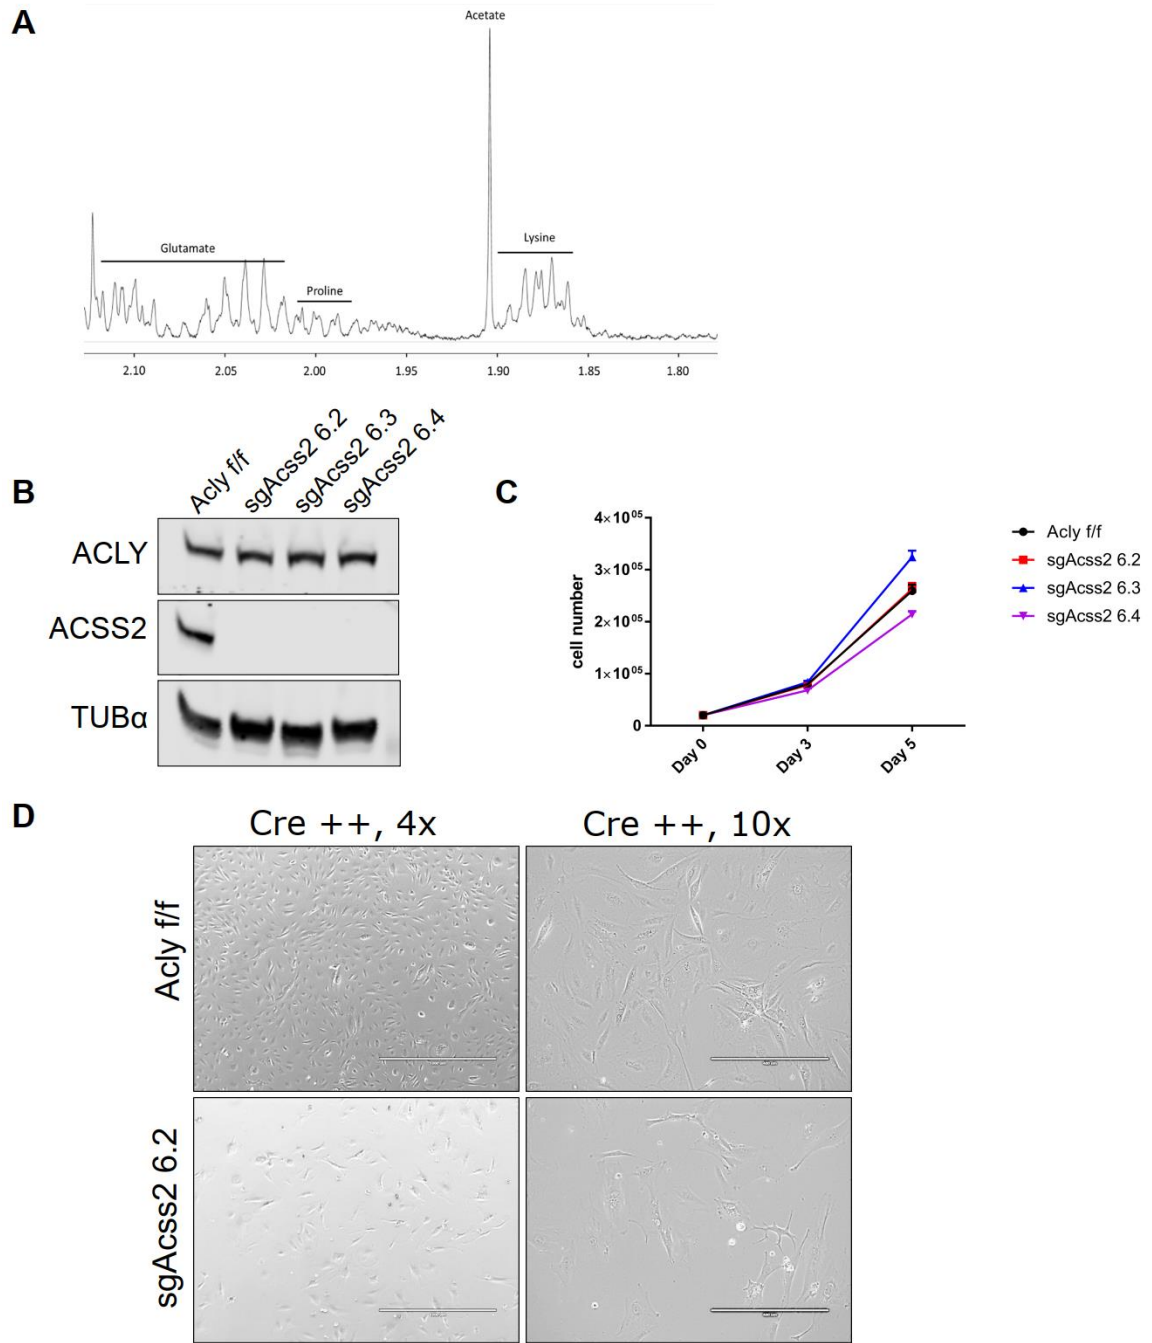 A
Acetate
Glutamate
Proline
Lysine
2.10 2.05 2.00 1.95 1.90 1.85 1.80
B
Acly f/f
sgAcss2 6.2
sgAcss2 6.3
sgAcss2 6.4
ACLY
ACSS2
TUBα
C
cell number
4×10⁰⁵
3×10⁰⁵
2×10⁰⁵
1×10⁰⁵
0
Day 0 Day 3 Day 5
Acly f/f
sgAcss2 6.2
sgAcss2 6.3
sgAcss2 6.4
D
Cre ++, 4x Cre ++, 10x
Acly f/f
sgAcss2 6.2